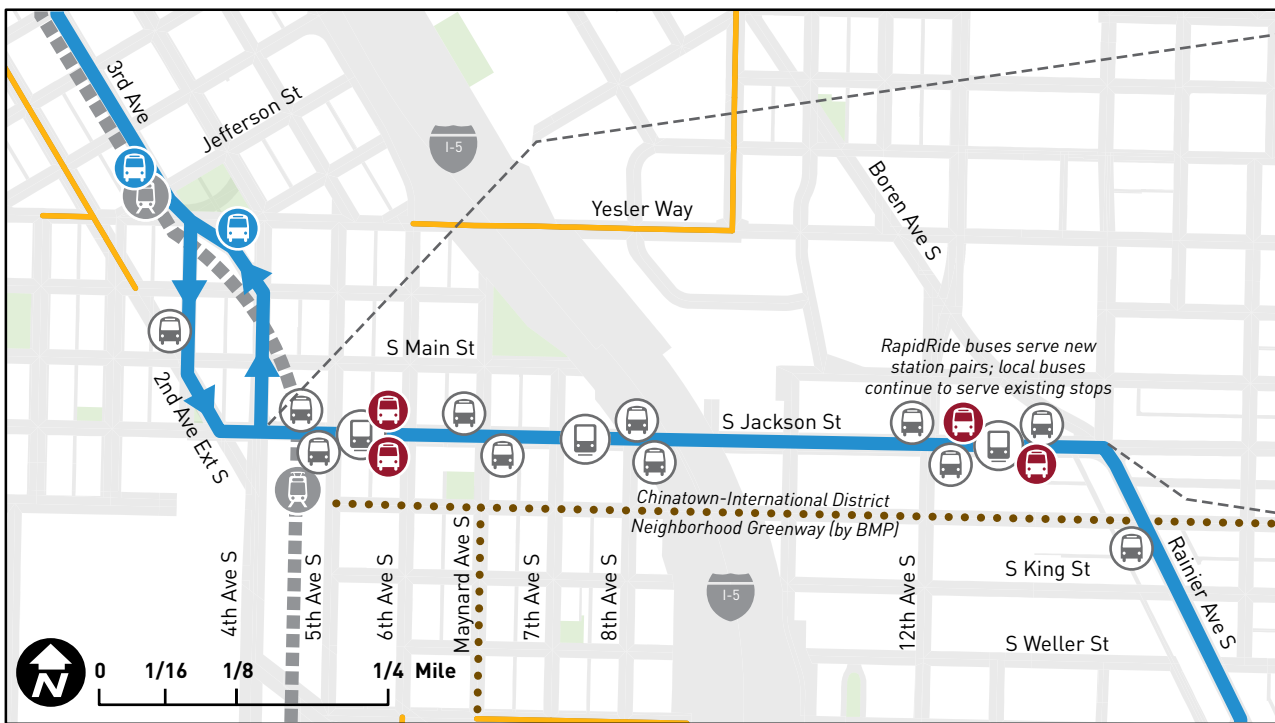 3rd Ave
Jefferson St
I-5
Yesler Way
Boren Ave S
S Main St
RapidRide buses serve new
station pairs; local buses
continue to serve existing stops
2nd Ave Ext S
S Jackson St
Chinatown-International District
Neighborhood Greenway (by BMP)
4th Ave S
5th Ave S
6th Ave S
Maynard Ave S
7th Ave S
8th Ave S
I-5
12th Ave S
S King St
Rainier Ave S
S Weller St
N
0 1/16 1/8 1/4 Mile